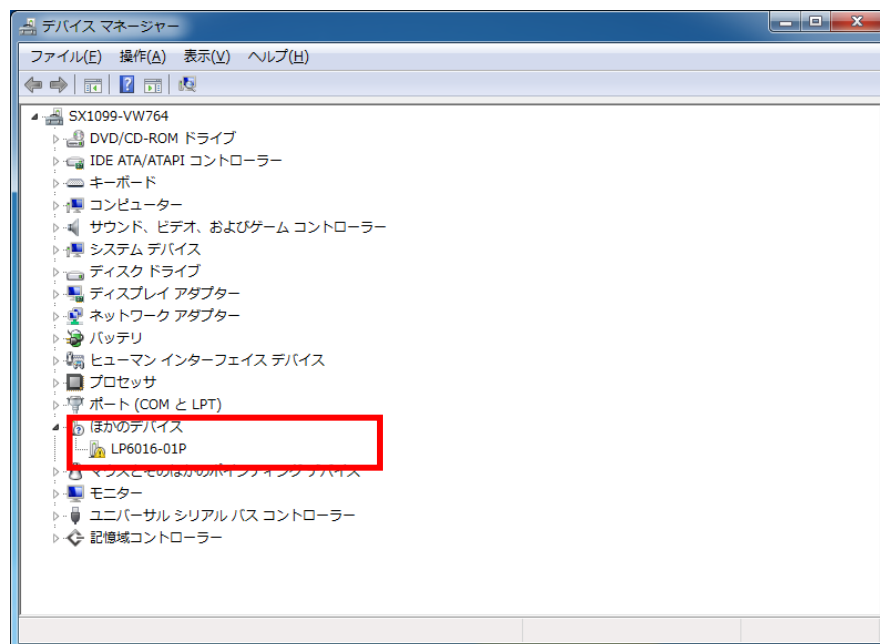 デバイス マネージャー
ファイル(F) 操作(A) 表示(V) ヘルプ(H)
SX1099-VW764
DVD/CD-ROM ドライブ
IDE ATA/ATAPI コントローラー
キーボード
コンピューター
サウンド、ビデオ、およびゲーム コントローラー
システム デバイス
ディスク ドライブ
ディスプレイ アダプター
ネットワーク アダプター
バッテリ
ヒューマン インターフェイス デバイス
プロセッサ
ポート (COM と LPT)
ほかのデバイス
LP6016-01P
マウスとそのほかのポインティング デバイス
モニター
ユニバーサル シリアル バス コントローラー
記憶域コントローラー